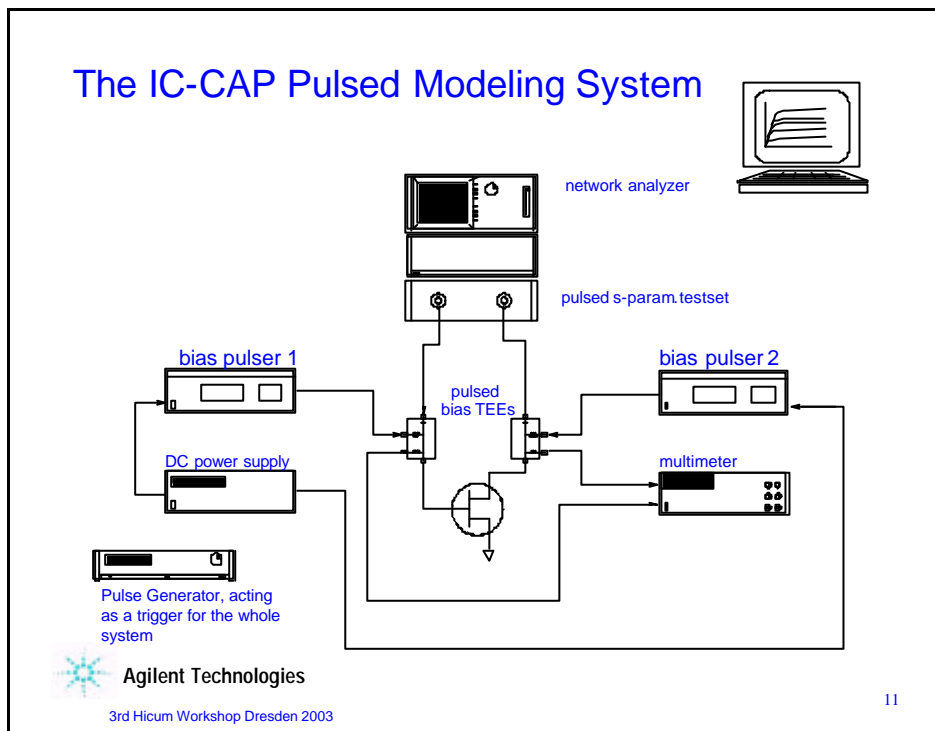 The IC-CAP Pulsed Modeling System
network analyzer
pulsed s-param.testset
bias pulser 1
bias pulser 2
pulsed
bias TEEs
DC power supply
multimeter
Pulse Generator, acting
as a trigger for the whole
system
Agilent Technologies
3rd Hicum Workshop Dresden 2003
11